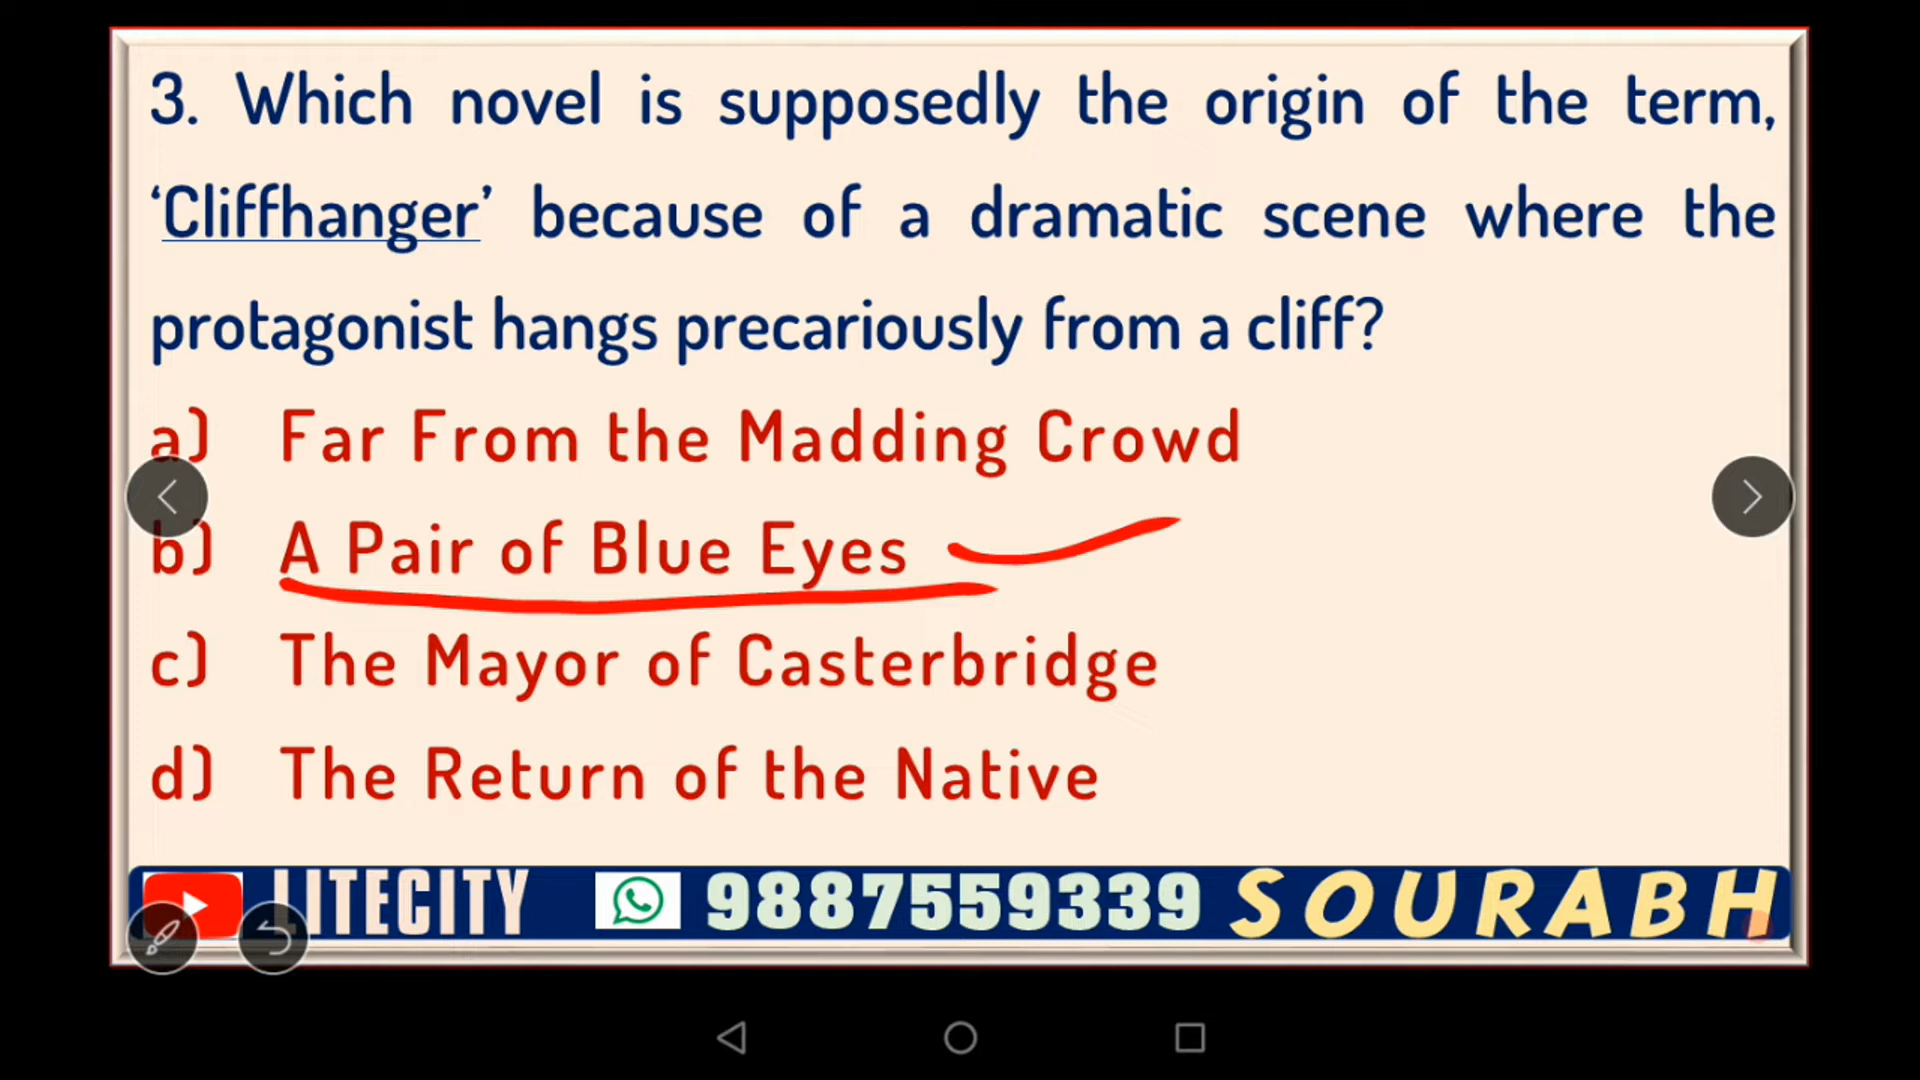 3. Which novel is supposedly the origin of the term,
‘Cliffhanger’ because of a dramatic scene where the
protagonist hangs precariously from a cliff?
a) Far From the Madding Crowd
b) A Pair of Blue Eyes
c) The Mayor of Casterbridge
d) The Return of the Native
LITECITY 9887559339 SOURABH